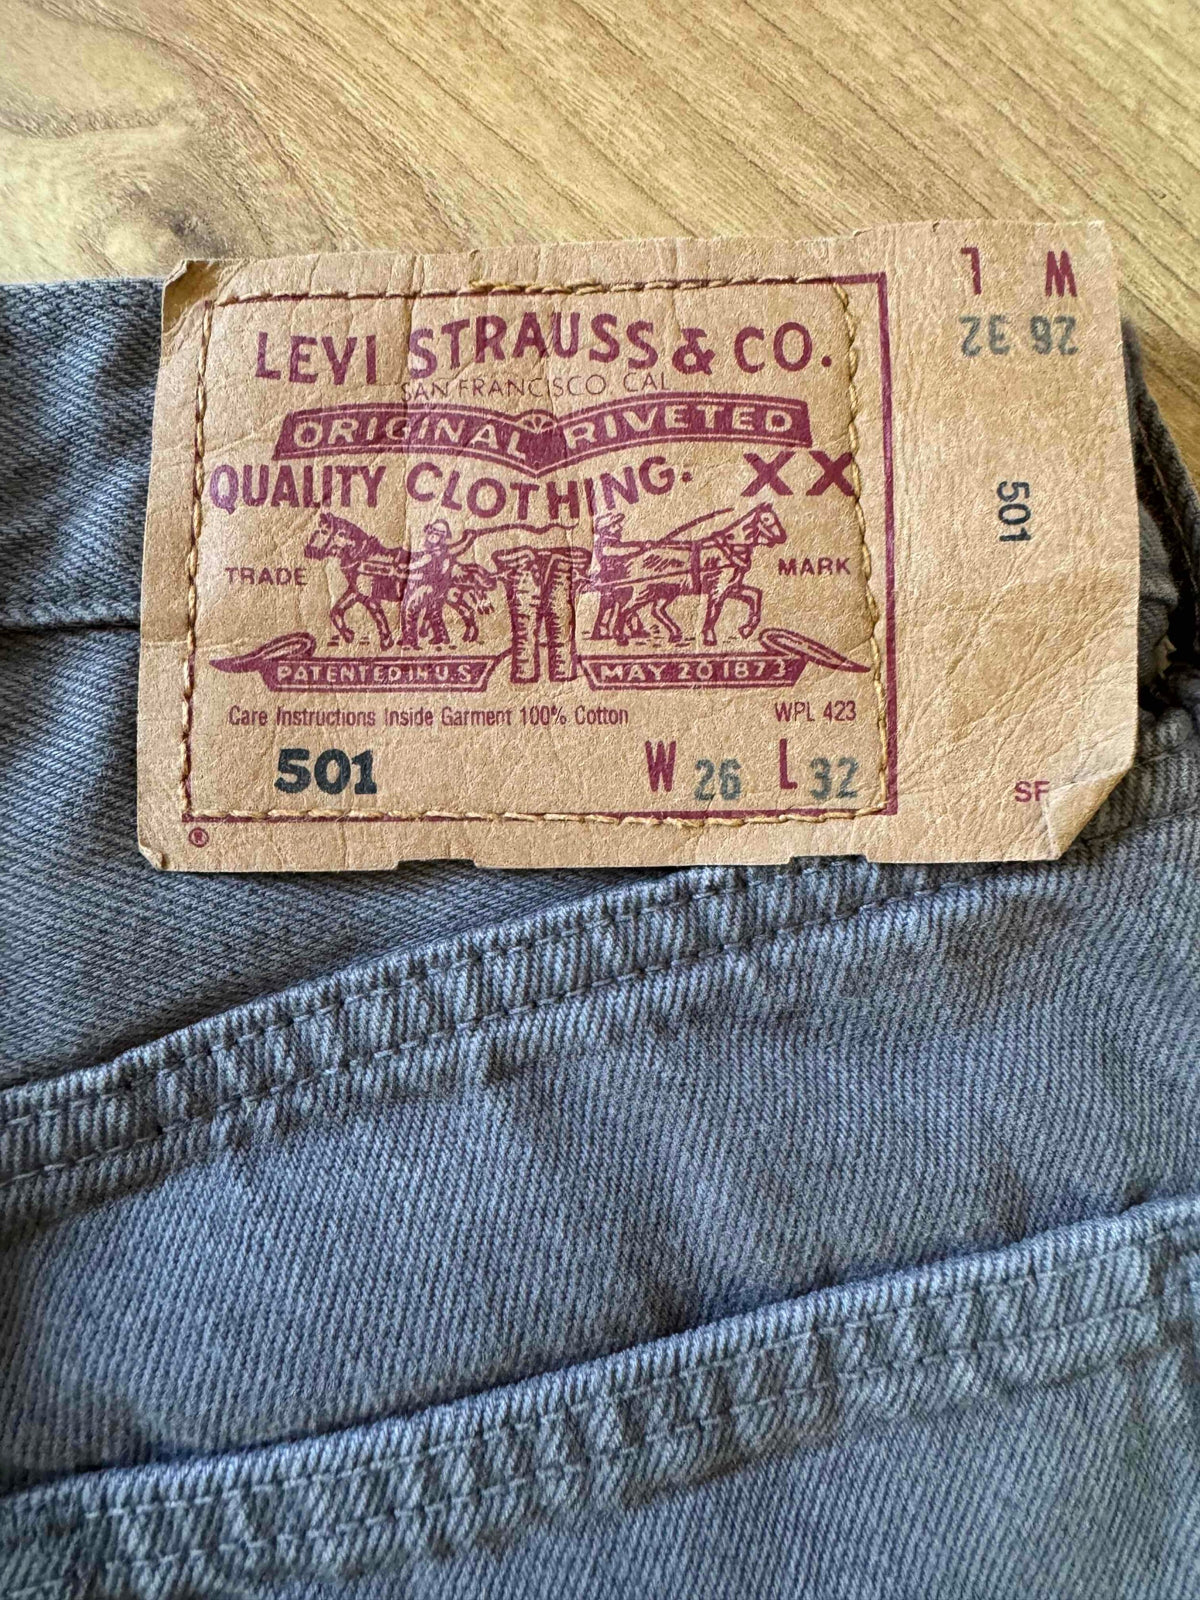 LEVI STRAUSS & CO.
SAN FRANCISCO CAL
ORIGINAL RIVETED
QUALITY CLOTHING. XX
TRADE MARK
PATENTED IN U.S. MAY 20 1873
Care Instructions Inside Garment 100% Cotton WPL 423
501 W 26 L 32
®
W L
26 32
501
SF